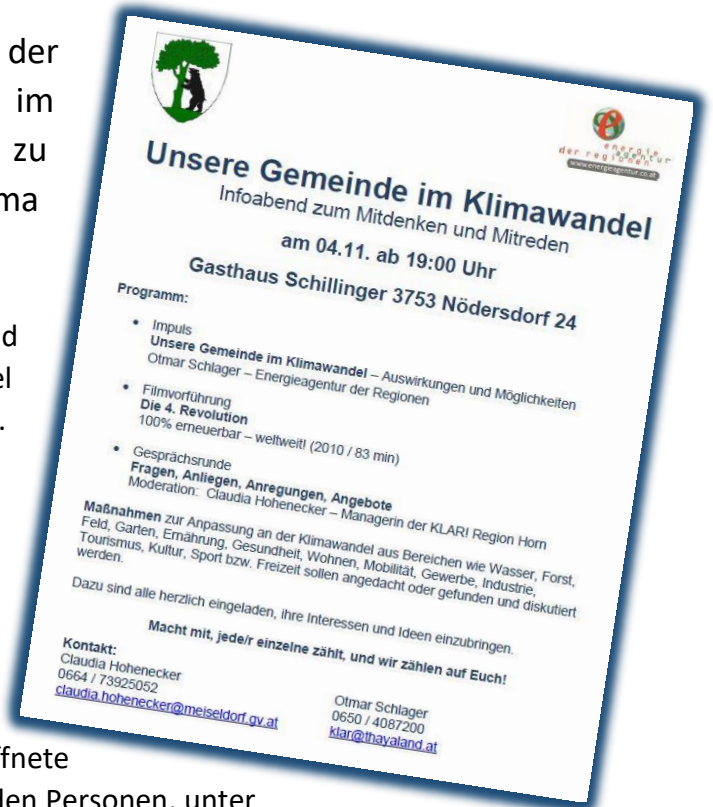 der
im
zu
energie
agentur
der regionen
www.energieagentur.co.at
Unsere Gemeinde im Klimawandel
Infoabend zum Mitdenken und Mitreden
am 04.11. ab 19:00 Uhr
Gasthaus Schillinger 3753 Nödersdorf 24
Programm:
• Impuls
Unsere Gemeinde im Klimawandel – Auswirkungen und Möglichkeiten
Otmar Schlager – Energieagentur der Regionen
• Filmvorführung
Die 4. Revolution
100% erneuerbar – weltweit! (2010 / 83 min)
• Gesprächsrunde
Fragen, Anliegen, Anregungen, Angebote
Moderation: Claudia Hohenecker – Managerin der KLAR! Region Horn
Maßnahmen zur Anpassung an der Klimawandel aus Bereichen wie Wasser, Forst,
Feld, Garten, Ernährung, Gesundheit, Wohnen, Mobilität, Gewerbe, Industrie,
Tourismus, Kultur, Sport bzw. Freizeit sollen angedacht oder gefunden und diskutiert
werden.
Dazu sind alle herzlich eingeladen, ihre Interessen und Ideen einzubringen.
Macht mit, jede/r einzelne zählt, und wir zählen auf Euch!
Kontakt:
Claudia Hohenecker
0664 / 73925052
claudia.hohenecker@meiseldorf.gv.at
Otmar Schlager
0650 / 4087200
klar@thayaland.at
ffnete
den Personen, unter